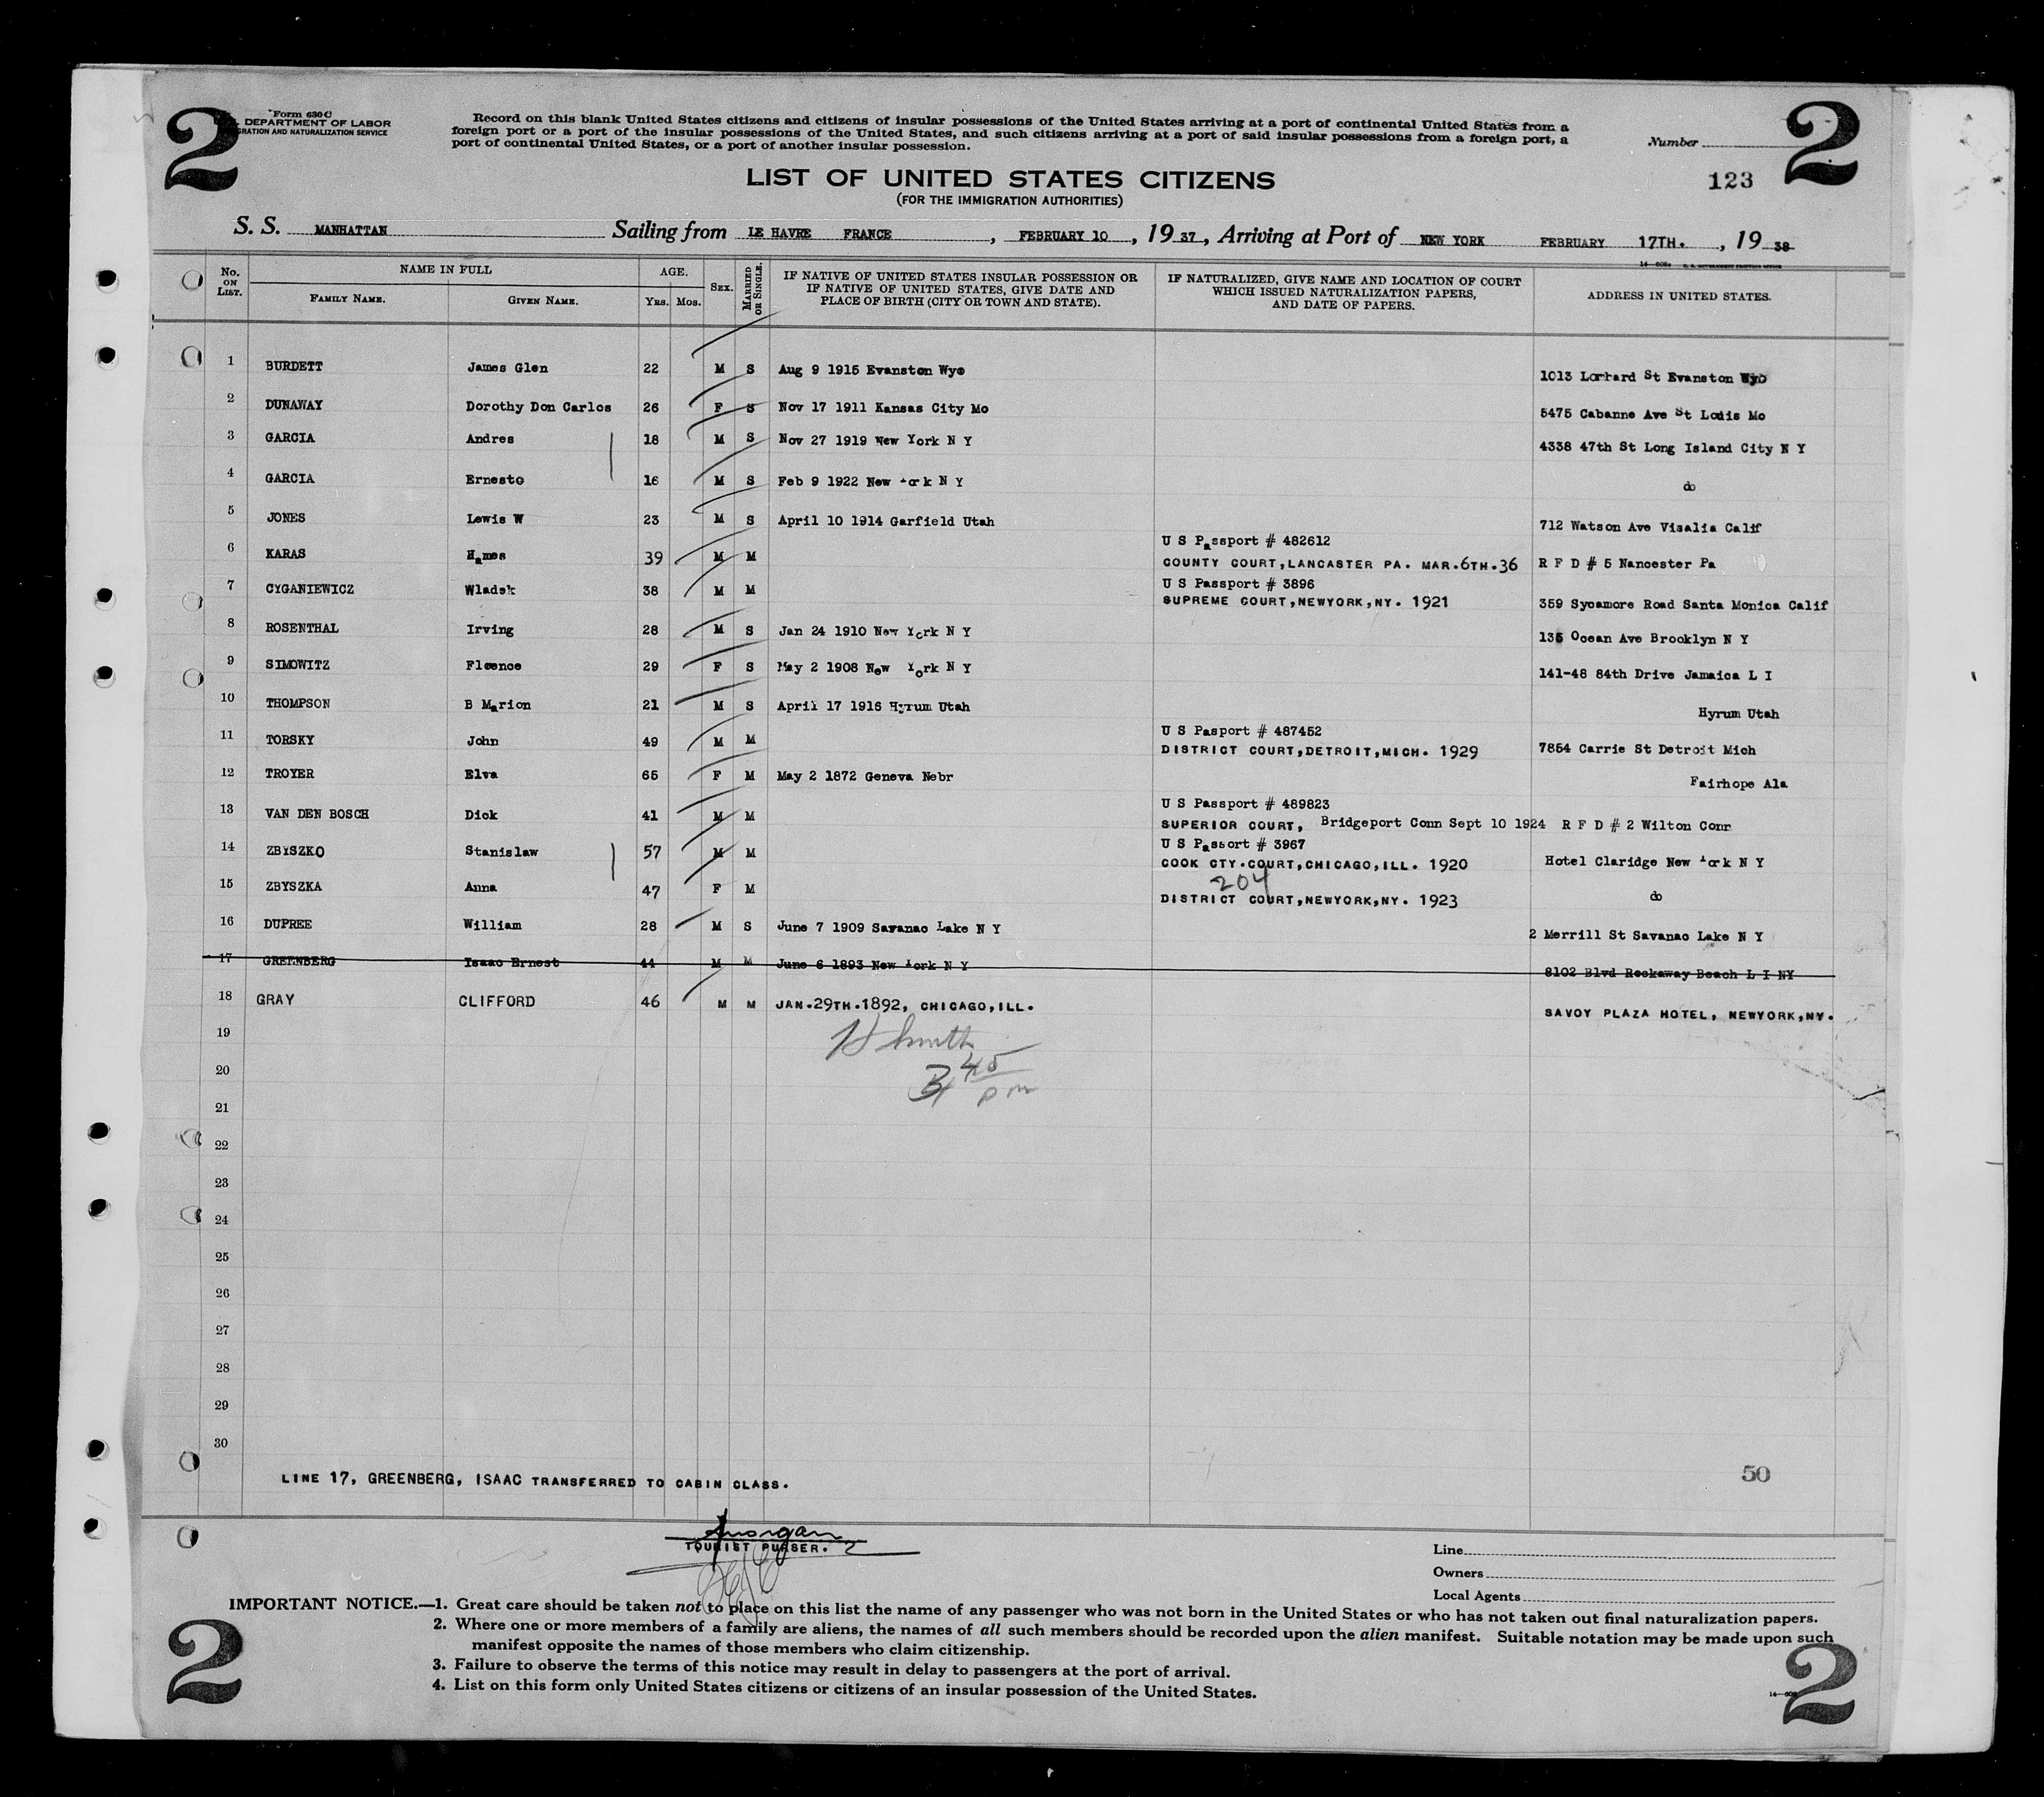 2
2
Form 630 C
DEPARTMENT OF LABOR
GRATION AND NATURALIZATION SERVICE
Record on this blank United States citizens and citizens of insular possessions of the United States arriving at a port of continental United States from a
foreign port or a port of the insular possessions of the United States, and such citizens arriving at a port of said insular possessions from a foreign port, a
port of continental United States, or a port of another insular possession.
Number
123
LIST OF UNITED STATES CITIZENS
(FOR THE IMMIGRATION AUTHORITIES)
S. S. MANHATTAN Sailing from LE HAVRE FRANCE, FEBRUARY 10, 1937, Arriving at Port of NEW YORK FEBRUARY 17TH., 1938
No. ON LIST. NAME IN FULL FAMILY NAME. GIVEN NAME. AGE. YRS. MOS. SEX. MARRIED OR SINGLE. IF NATIVE OF UNITED STATES INSULAR POSSESSION OR IF NATIVE OF UNITED STATES, GIVE DATE AND PLACE OF BIRTH (CITY OR TOWN AND STATE). IF NATURALIZED, GIVE NAME AND LOCATION OF COURT WHICH ISSUED NATURALIZATION PAPERS, AND DATE OF PAPERS. ADDRESS IN UNITED STATES.
1 BURDETT James Glen 22 M S Aug 9 1915 Evanston Wyo 1013 Lombard St Evanston Wyo
2 DUNAWAY Dorothy Don Carlos 26 F S Nov 17 1911 Kansas City Mo 5475 Cabanne Ave St Lodis Mo
3 GARCIA Andres 18 M S Nov 27 1919 New York N Y 4338 47th St Long Island City N Y
4 GARCIA Ernesto 16 M S Feb 9 1922 New York N Y do
5 JONES Lewis W 23 M S April 10 1914 Garfield Utah 712 Watson Ave Visalia Calif
6 KARAS Hames 39 M M U S Passport # 482612
COUNTY COURT, LANCASTER PA. MAR. 6TH. 36 R F D # 5 Nancester Pa
7 CYGANIEWICZ Wladek 38 M M U S Passport # 3896
SUPREME COURT, NEWYORK, NY. 1921 359 Sycamore Road Santa Monica Calif
8 ROSENTHAL Irving 28 M S Jan 24 1910 New York N Y 135 Ocean Ave Brooklyn N Y
9 SIMOWITZ Floence 29 F S May 2 1908 New York N Y 141-48 84th Drive Jamaica L I
10 THOMPSON B Marion 21 M S April 17 1916 Hyrum Utah Hyrum Utah
11 TORSKY John 49 M M U S Pasport # 487452
DISTRICT COURT, DETROIT, MICH. 1929 7854 Carrie St Detroit Mich
12 TROYER Elva 65 F M May 2 1872 Geneva Nebr Fairhope Ala
13 VAN DEN BOSCH Dick 41 M M U S Passport # 489823
SUPERIOR COURT, Bridgeport Conn Sept 10 1924 R F D # 2 Wilton Conn
14 ZBYSZKO Stanislaw 57 M M U S Passort # 3967
COOK CTY. COURT, CHICAGO, ILL. 1920 Hotel Claridge New York N Y
204
15 ZBYSZKA Anna 47 F M DISTRICT COURT, NEWYORK, NY. 1923 do
16 DUPREE William 28 M S June 7 1909 Saranac Lake N Y 2 Merrill St Savanac Lake N Y
17 GREENBERG Isaac Ernest 44 M M June 6 1893 New York N Y 8102 Blvd Rockaway Beach L I NY
18 GRAY CLIFFORD 46 M M JAN. 29TH. 1892, CHICAGO, ILL. SAVOY PLAZA HOTEL, NEWYORK, NY.
19
20
3 45 pm
21
22
23
24
25
26
27
28
29
30
50
LINE 17, GREENBERG, ISAAC TRANSFERRED TO CABIN CLASS.
TOURIST PURSER.
Line
Owners
Local Agents
IMPORTANT NOTICE.—1. Great care should be taken not to place on this list the name of any passenger who was not born in the United States or who has not taken out final naturalization papers.
2. Where one or more members of a family are aliens, the names of all such members should be recorded upon the alien manifest. Suitable notation may be made upon such
manifest opposite the names of those members who claim citizenship.
3. Failure to observe the terms of this notice may result in delay to passengers at the port of arrival.
4. List on this form only United States citizens or citizens of an insular possession of the United States.
2
2